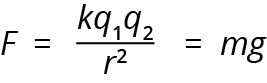 F = kq₁q₂/r² = mg